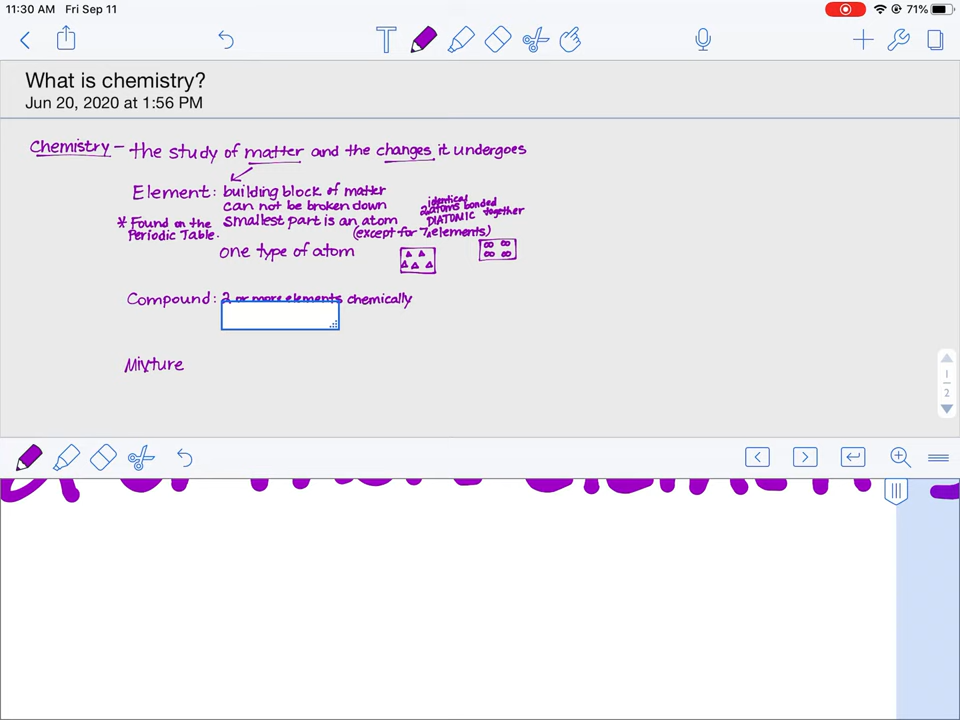 11:30 AM Fri Sep 11
71%
T
What is chemistry?
Jun 20, 2020 at 1:56 PM
Chemistry – the study of matter and the changes it undergoes
Element: building block of matter
can not be broken down
smallest part is an atom
(except for 7 elements)
identical
2 atoms bonded together
DIATOMIC
* Found on the
Periodic Table.
one type of atom
Compound: 2 or more elements chemically
Mixture
1
2